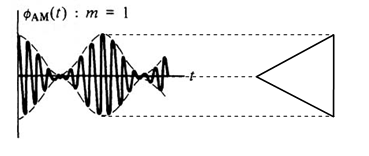 ϕ_AM(t) : m = 1
t